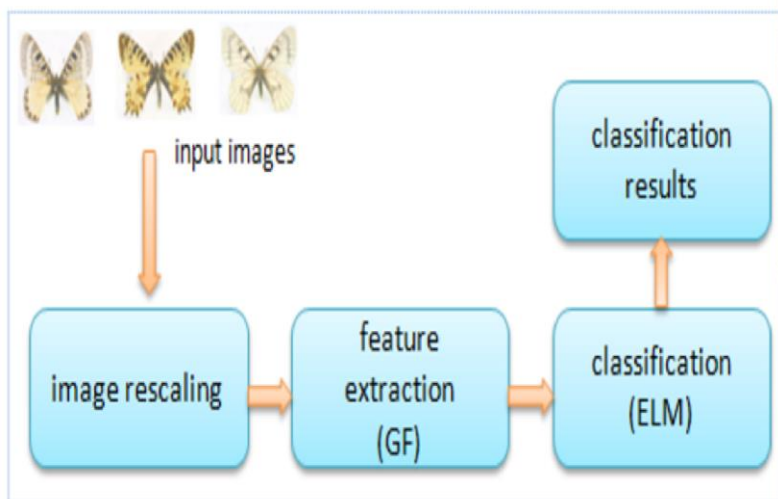 input images
image rescaling
feature
extraction
(GF)
classification
(ELM)
classification
results